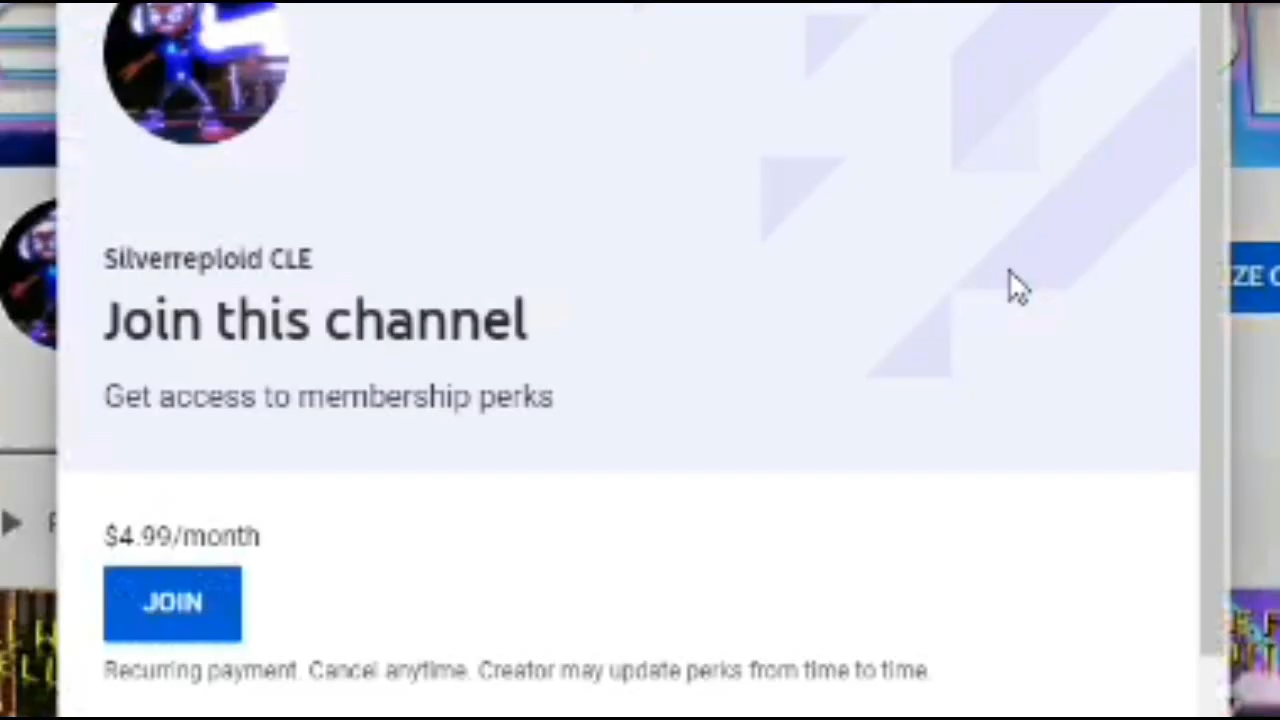 Silverreploid CLE
Join this channel
Get access to membership perks
$4.99/month
JOIN
Recurring payment. Cancel anytime. Creator may update perks from time to time.